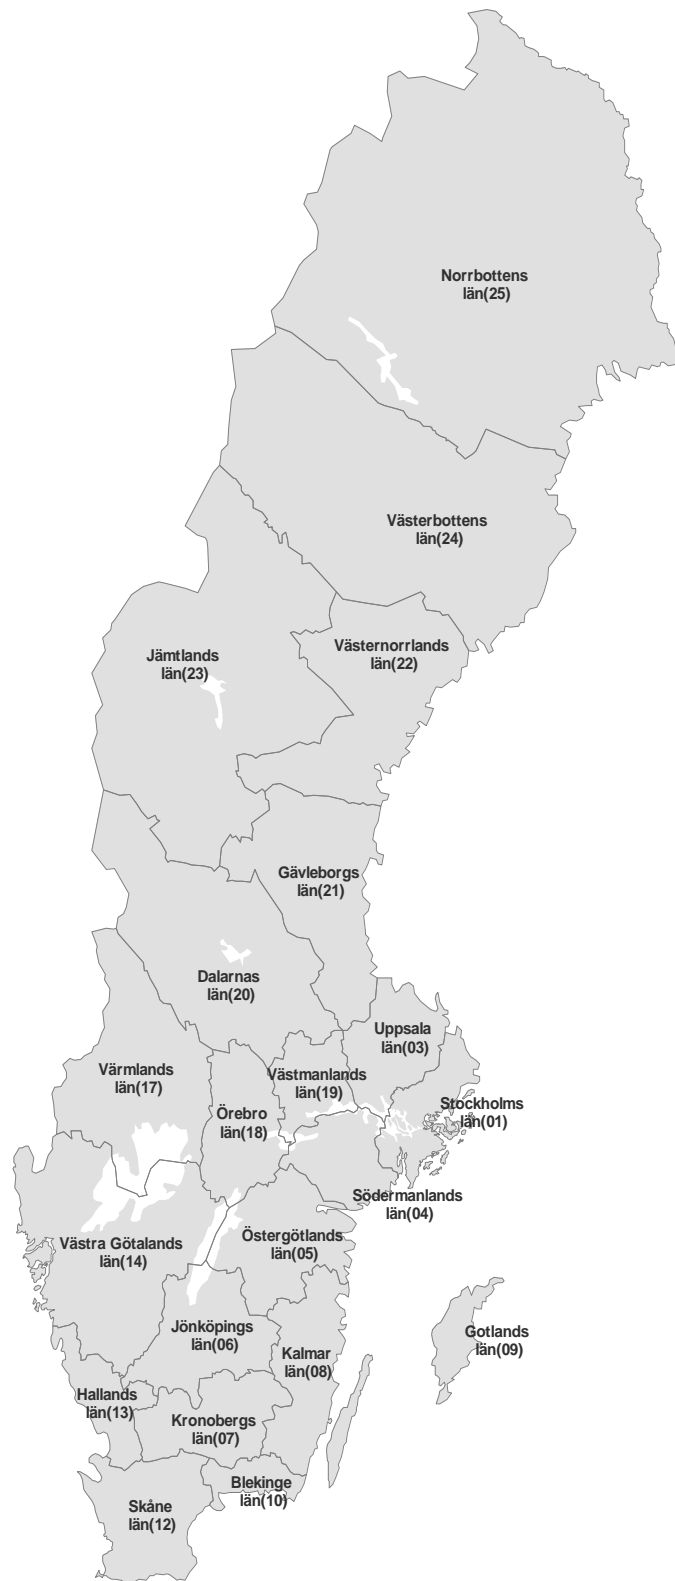 Norrbottens
län(25)
Västerbottens
län(24)
Västernorrlands
län(22)
Jämtlands
län(23)
Gävleborgs
län(21)
Dalarnas
län(20)
Uppsala
län(03)
Värmlands
län(17)
Västmanlands
län(19)
Örebro
län(18)
Stockholms
län(01)
Södermanlands
län(04)
Västra Götalands
län(14)
Östergötlands
län(05)
Jönköpings
län(06)
Kalmar
län(08)
Gotlands
län(09)
Hallands
län(13)
Kronobergs
län(07)
Blekinge
län(10)
Skåne
län(12)